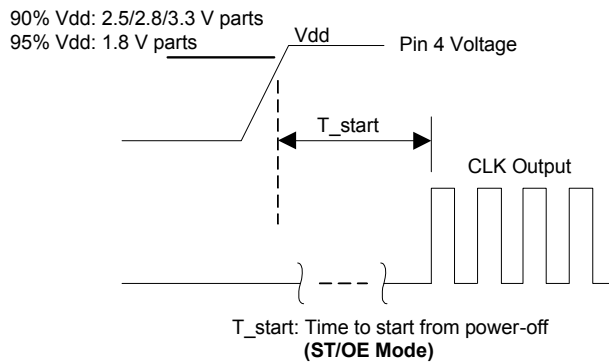 90% Vdd: 2.5/2.8/3.3 V parts
95% Vdd: 1.8 V parts
Vdd
Pin 4 Voltage
T_start
CLK Output
T_start: Time to start from power-off
(ST/OE Mode)